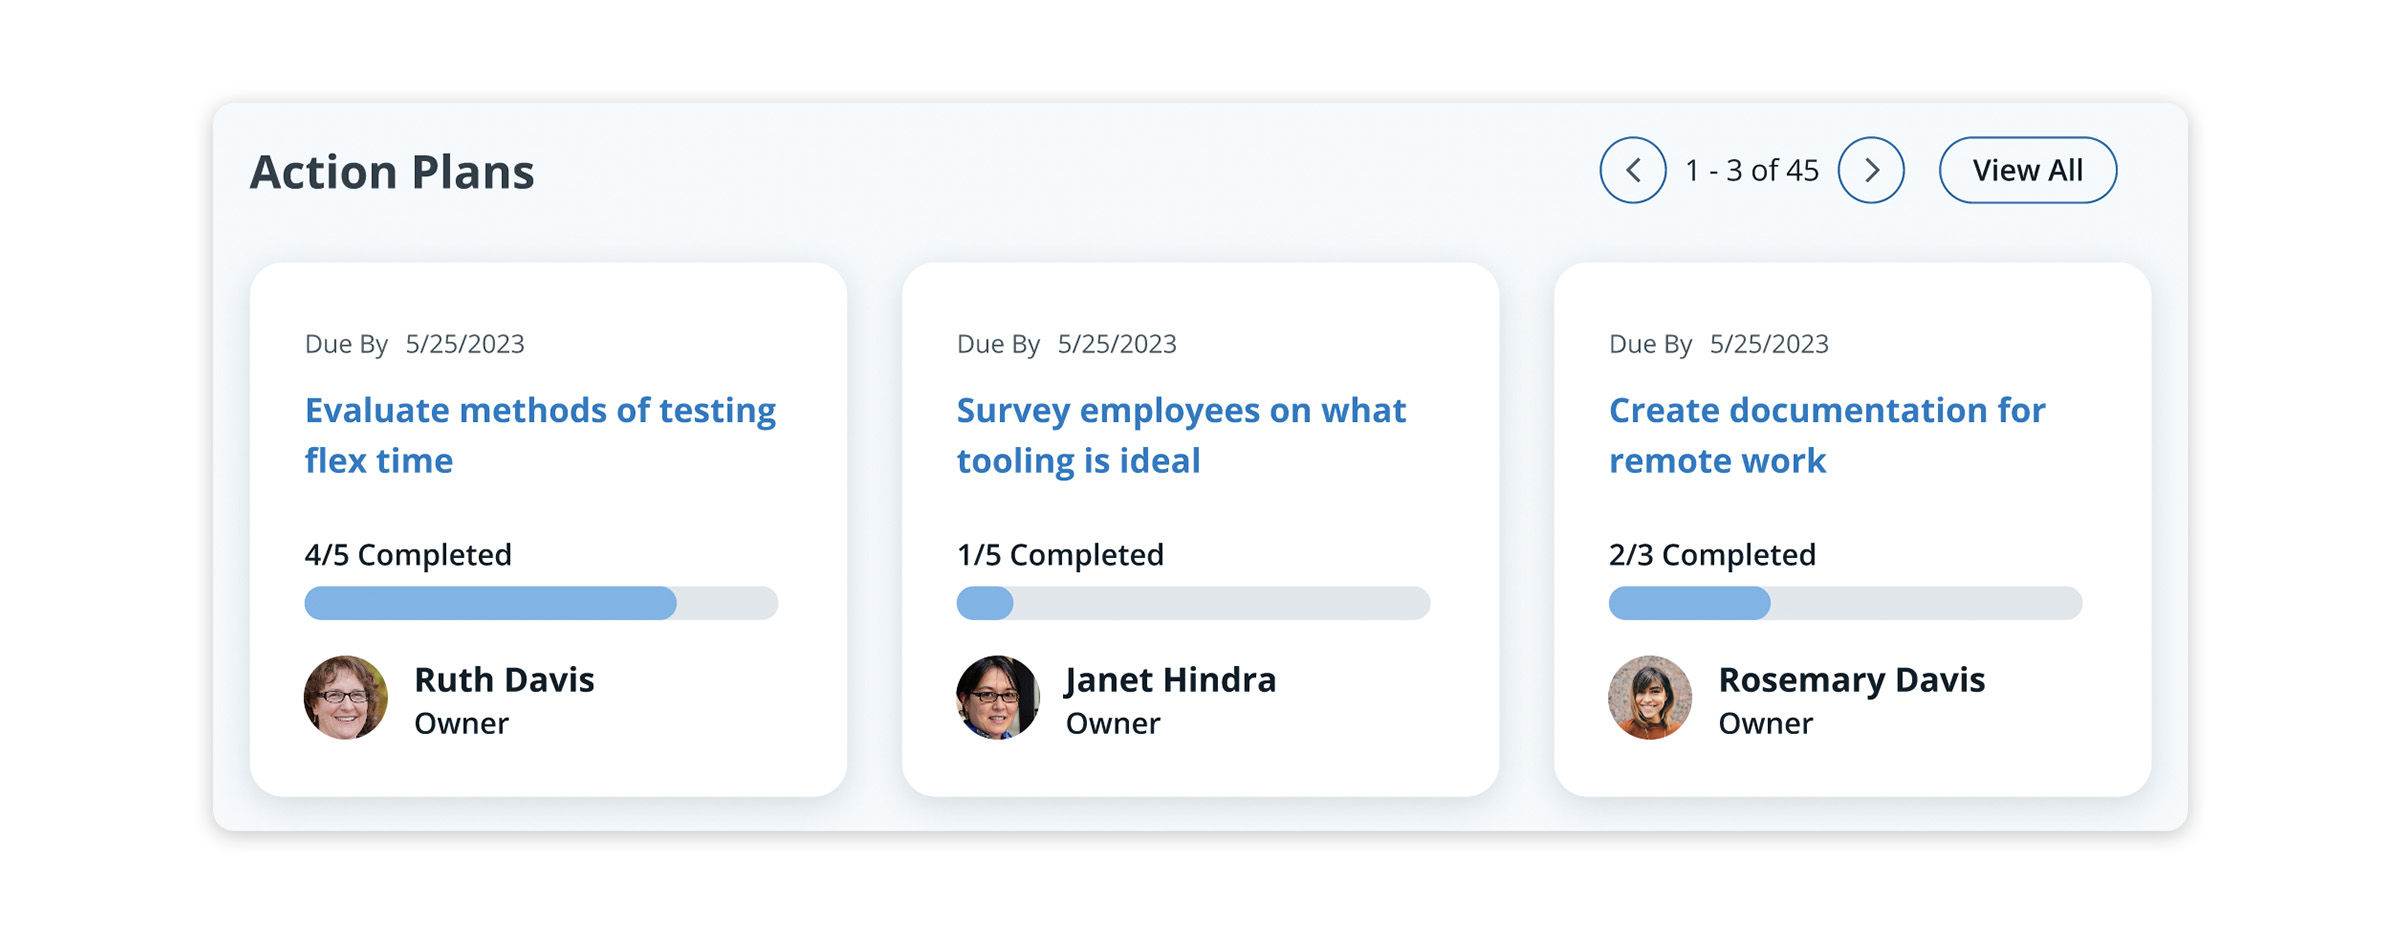 Action Plans
1 - 3 of 45
View All
Due By 5/25/2023
Evaluate methods of testing
flex time
4/5 Completed
Ruth Davis
Owner
Due By 5/25/2023
Survey employees on what
tooling is ideal
1/5 Completed
Janet Hindra
Owner
Due By 5/25/2023
Create documentation for
remote work
2/3 Completed
Rosemary Davis
Owner